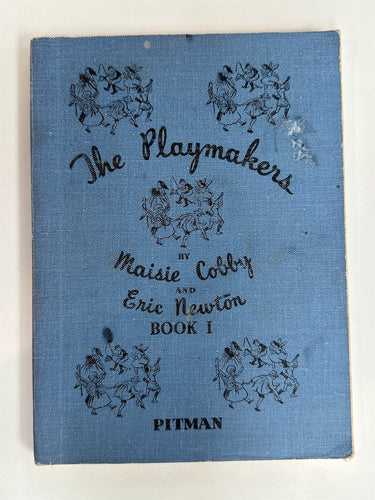 The Playmakers
BY
Maisie Cobby
AND
Eric Newton
BOOK I
PITMAN